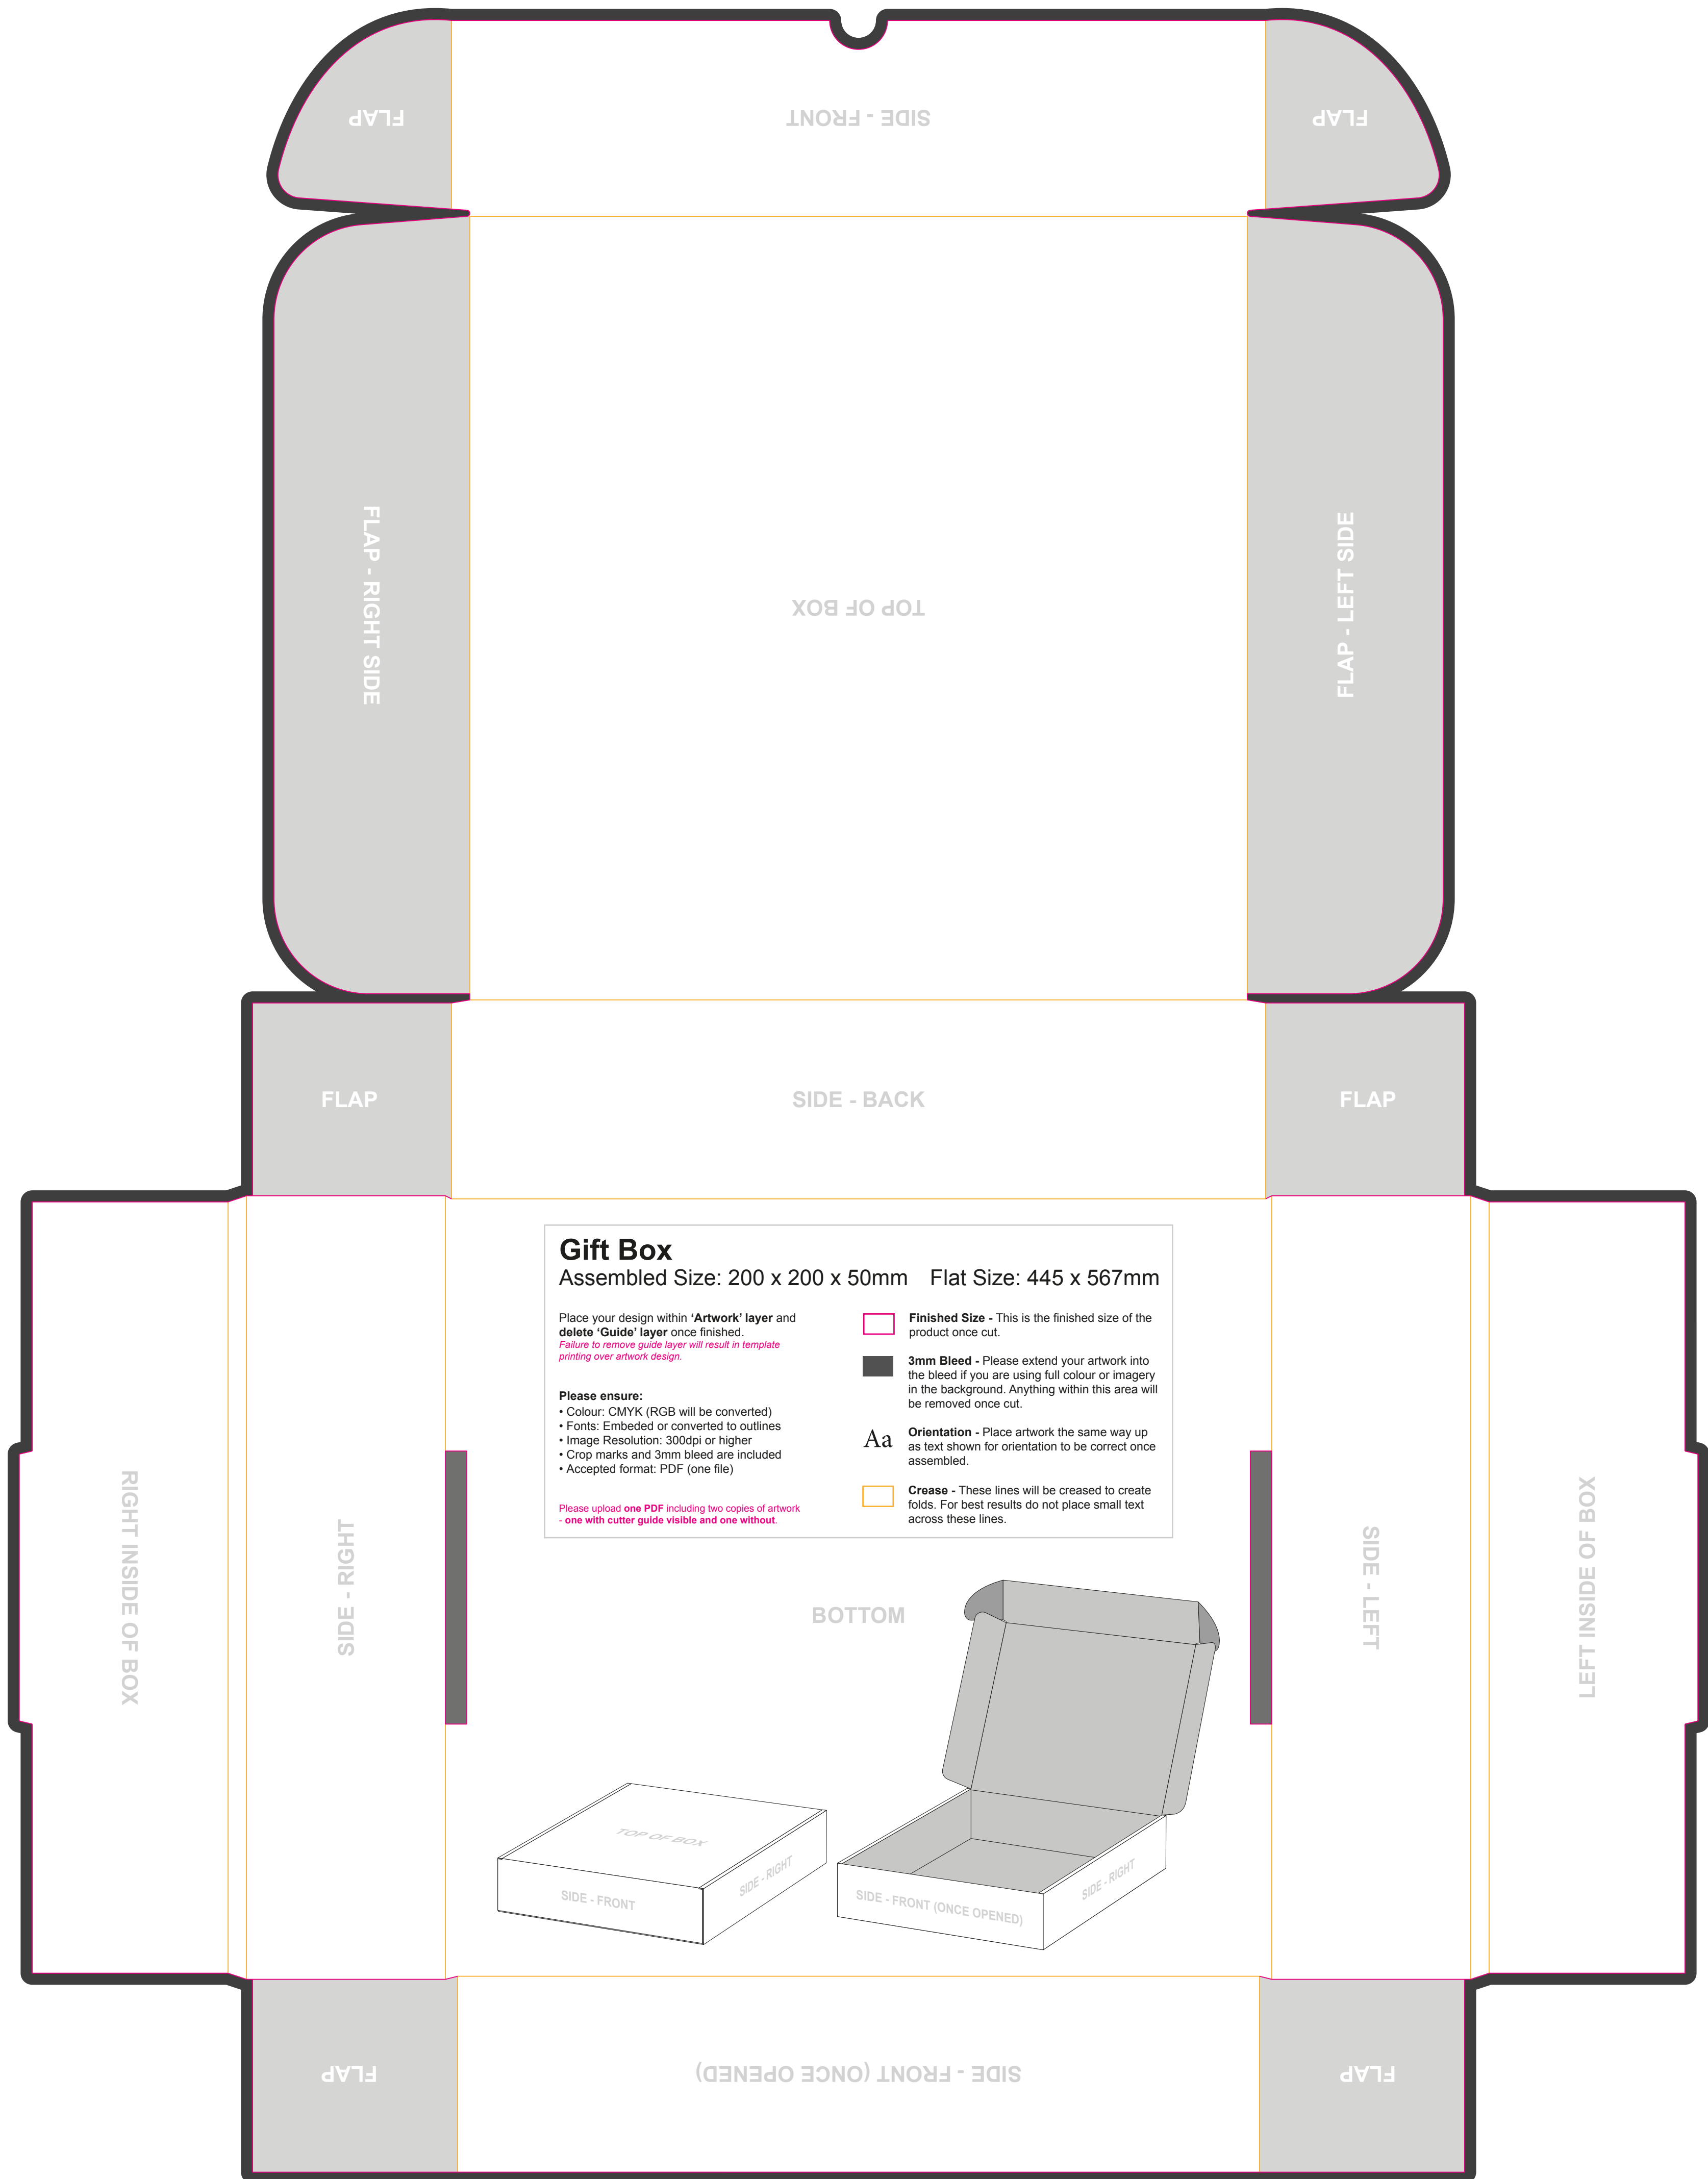 FLAP
SIDE - FRONT
FLAP
FLAP - RIGHT SIDE
TOP OF BOX
FLAP - LEFT SIDE
FLAP
SIDE - BACK
FLAP
RIGHT INSIDE OF BOX
SIDE - RIGHT
Gift Box
Assembled Size: 200 x 200 x 50mm Flat Size: 445 x 567mm
Place your design within ‘Artwork’ layer and
delete ‘Guide’ layer once finished.
Failure to remove guide layer will result in template
printing over artwork design.
Please ensure:
• Colour: CMYK (RGB will be converted)
• Fonts: Embeded or converted to outlines
• Image Resolution: 300dpi or higher
• Crop marks and 3mm bleed are included
• Accepted format: PDF (one file)
Please upload one PDF including two copies of artwork
- one with cutter guide visible and one without.
Finished Size - This is the finished size of the
product once cut.
3mm Bleed - Please extend your artwork into
the bleed if you are using full colour or imagery
in the background. Anything within this area will
be removed once cut.
Aa
Orientation - Place artwork the same way up
as text shown for orientation to be correct once
assembled.
Crease - These lines will be creased to create
folds. For best results do not place small text
across these lines.
BOTTOM
SIDE - LEFT
LEFT INSIDE OF BOX
TOP OF BOX
SIDE - FRONT
SIDE - RIGHT
SIDE - FRONT (ONCE OPENED)
SIDE - RIGHT
FLAP
SIDE - FRONT (ONCE OPENED)
FLAP